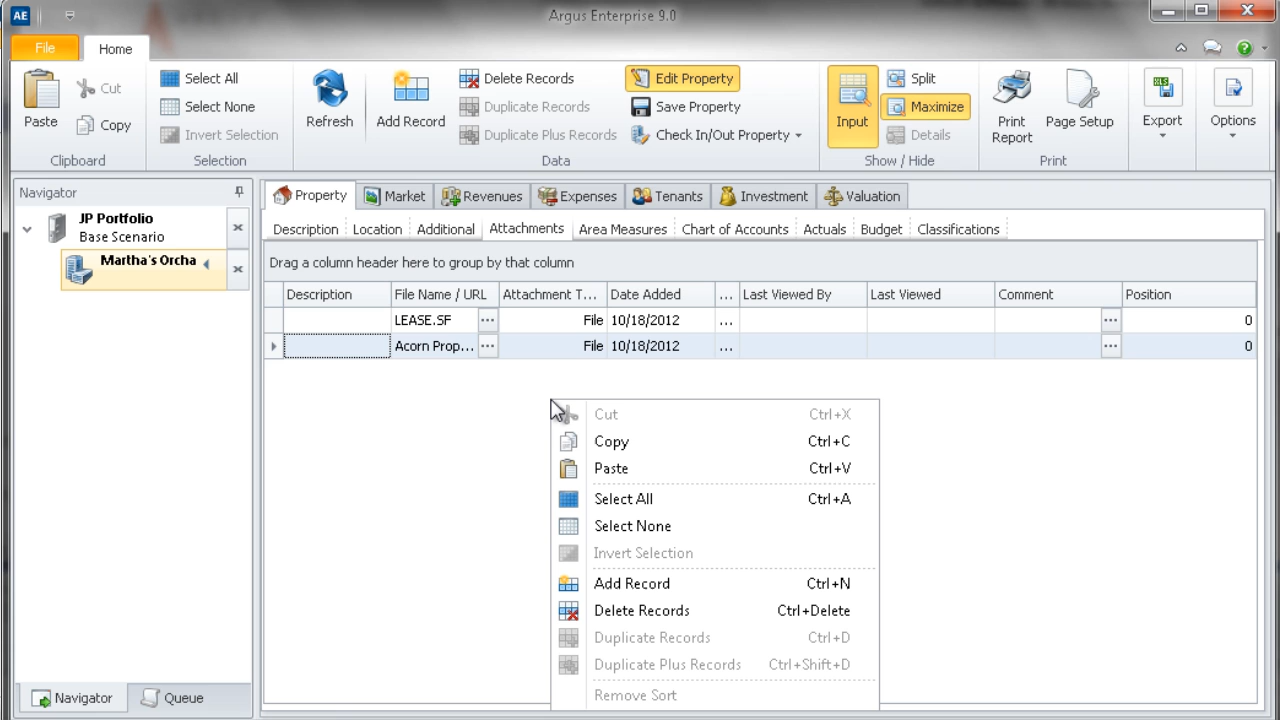 AE
Argus Enterprise 9.0
File
Home
Paste
Cut
Copy
Clipboard
Select All
Select None
Invert Selection
Selection
Refresh
Add Record
Delete Records
Duplicate Records
Duplicate Plus Records
Edit Property
Save Property
Check In/Out Property
Data
Input
Split
Maximize
Details
Show / Hide
Print
Report
Page Setup
Print
XLS
Export
Options
Navigator
JP Portfolio
Base Scenario
Martha's Orcha
Property Market Revenues Expenses Tenants Investment Valuation
Description Location Additional Attachments Area Measures Chart of Accounts Actuals Budget Classifications
Drag a column header here to group by that column
Description File Name / URL Attachment T... Date Added ... Last Viewed By Last Viewed Comment Position
LEASE.SF ... File 10/18/2012 ... ... 0
Acorn Prop... ... File 10/18/2012 ... ... 0
Cut Ctrl+X
Copy Ctrl+C
Paste Ctrl+V
Select All Ctrl+A
Select None
Invert Selection
Add Record Ctrl+N
Delete Records Ctrl+Delete
Duplicate Records Ctrl+D
Duplicate Plus Records Ctrl+Shift+D
Remove Sort
Navigator Queue